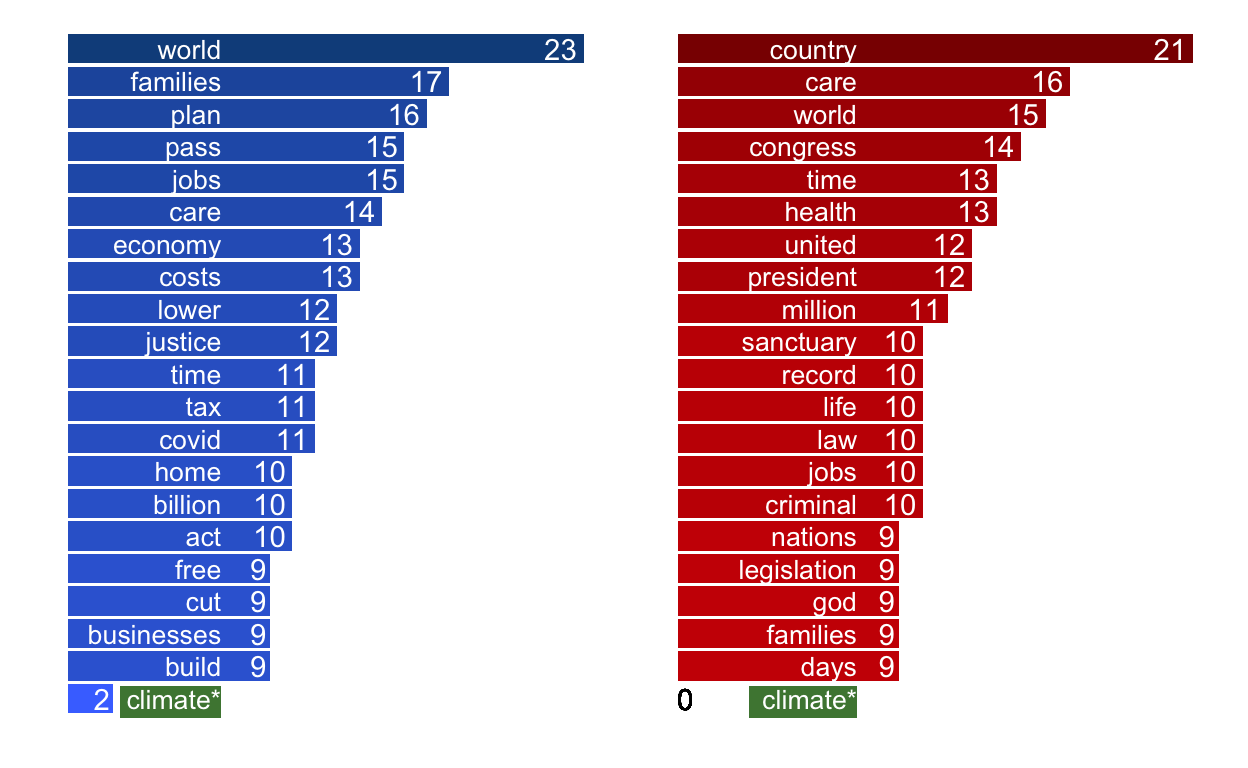 world 23
families 17
plan 16
pass 15
jobs 15
care 14
economy 13
costs 13
lower 12
justice 12
time 11
tax 11
covid 11
home 10
billion 10
act 10
free 9
cut 9
businesses 9
build 9
2 climate*
country 21
care 16
world 15
congress 14
time 13
health 13
united 12
president 12
million 11
sanctuary 10
record 10
life 10
law 10
jobs 10
criminal 10
nations 9
legislation 9
god 9
families 9
days 9
0 climate*